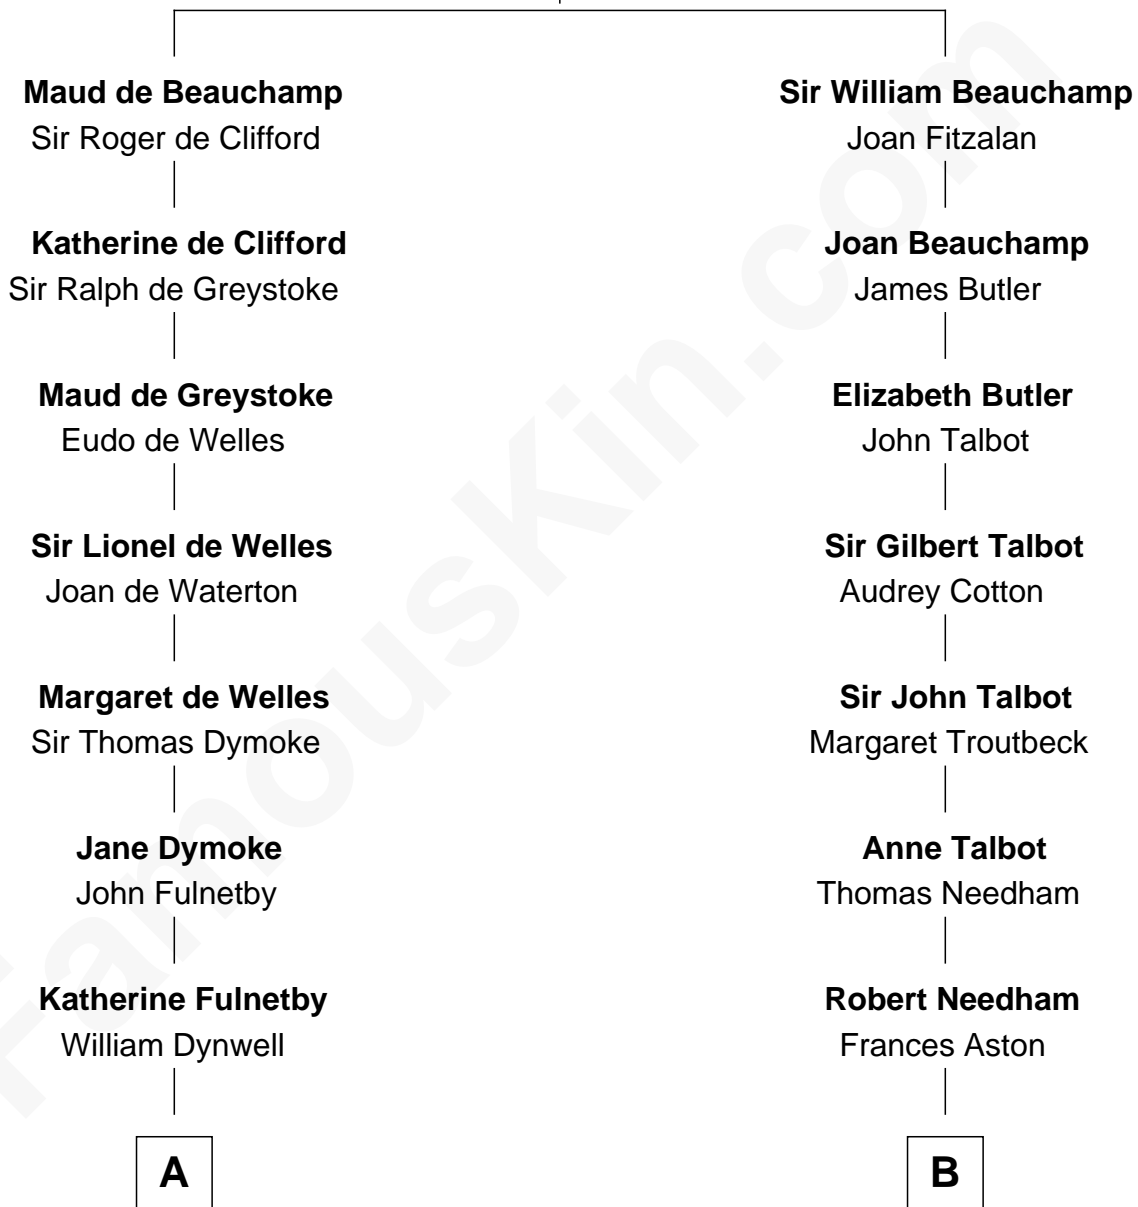 Maud de Beauchamp
Sir Roger de Clifford
Katherine de Clifford
Sir Ralph de Greystoke
Maud de Greystoke
Eudo de Welles
Sir Lionel de Welles
Joan de Waterton
Margaret de Welles
Sir Thomas Dymoke
Jane Dymoke
John Fulnetby
Katherine Fulnetby
William Dynwell
A
Sir William Beauchamp
Joan Fitzalan
Joan Beauchamp
James Butler
Elizabeth Butler
John Talbot
Sir Gilbert Talbot
Audrey Cotton
Sir John Talbot
Margaret Troutbeck
Anne Talbot
Thomas Needham
Robert Needham
Frances Aston
B
FamousKin.com